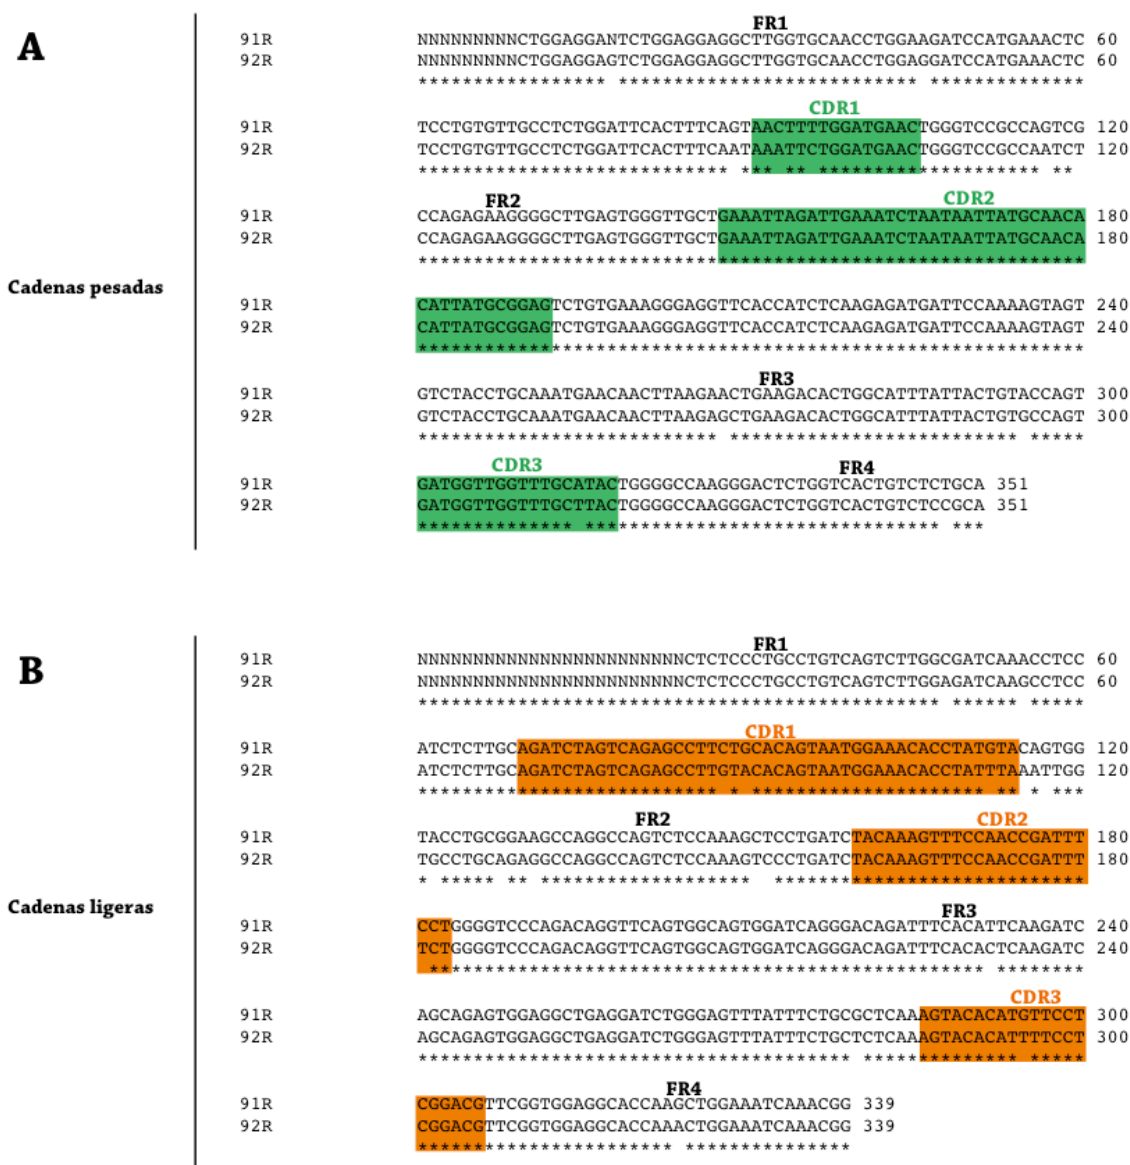 A
FR1
91R NNNNNNNNNCTGGAGGANTCTGGAGGAGGCTTGGTGCAACCTGGAAGATCCATGAAACTC 60
92R NNNNNNNNNCTGGAGGAGTCTGGAGGAGGCTTGGTGCAACCTGGAGGATCCATGAAACTC 60
***************** *************************** **************
CDR1
91R TCCTGTGTTGCCTCTGGATTCACTTTCAGTAACTTTTGGATGAACTGGGTCCGCCAGTCG 120
92R TCCTGTGTTGCCTCTGGATTCACTTTCAATAAATTCTGGATGAACTGGGTCCGCCAATCT 120
**************************** *** ** ******************** **
FR2 CDR2
91R CCAGAGAAGGGGCTTGAGTGGGTTGCTGAAATTAGATTGAAATCTAATAATTATGCAACA 180
92R CCAGAGAAGGGGCTTGAGTGGGTTGCTGAAATTAGATTGAAATCTAATAATTATGCAACA 180
************************************************************
Cadenas pesadas
91R CATTATGCGGAGTCTGTGAAAGGGAGGTTCACCATCTCAAGAGATGATTCCAAAAGTAGT 240
92R CATTATGCGGAGTCTGTGAAAGGGAGGTTCACCATCTCAAGAGATGATTCCAAAAGTAGT 240
************************************************************
FR3
91R GTCTACCTGCAAATGAACAACTTAAGAACTGAAGACACTGGCATTTATTACTGTACCAGT 300
92R GTCTACCTGCAAATGAACAACTTAAGAGCTGAAGACACTGGCATTTATTACTGTGCCAGT 300
*************************** ************************** *****
CDR3 FR4
91R GATGGTTGGTTTGCATACTGGGGCCAAGGGACTCTGGTCACTGTCTCTGCA 351
92R GATGGTTGGTTTGCTTACTGGGGCCAAGGGACTCTGGTCACTGTCTCCGCA 351
************** ******************************** ***
B
FR1
91R NNNNNNNNNNNNNNNNNNNNNNNNCTCTCCCTGCCTGTCAGTCTTGGCGATCAAACCTCC 60
92R NNNNNNNNNNNNNNNNNNNNNNNNCTCTCCCTGCCTGTCAGTCTTGGAGATCAAGCCTCC 60
*********************************************** ****** *****
CDR1
91R ATCTCTTGCAGATCTAGTCAGAGCCTTCTGCACAGTAATGGAAACACCTATGTACAGTGG 120
92R ATCTCTTGCAGATCTAGTCAGAGCCTTGTACACAGTAATGGAAACACCTATTTAAATTGG 120
*************************** * ********************* ** * ***
FR2 CDR2
91R TACCTGCGGAAGCCAGGCCAGTCTCCAAAGCTCCTGATCTACAAAGTTTCCAACCGATTT 180
92R TGCCTGCAGAGGCCAGGCCAGTCTCCAAAGTCCCTGATCTACAAAGTTTCCAACCGATTT 180
* ***** ** *******************  ****************************
Cadenas ligeras
FR3
91R CCTGGGGTCCCAGACAGGTTCAGTGGCAGTGGATCAGGGACAGATTTCACATTCAAGATC 240
92R TCTGGGGTCCCAGACAGGTTCAGTGGCAGTGGATCAGGGACAGATTTCACACTCAAGATC 240
************************************************** ********
CDR3
91R AGCAGAGTGGAGGCTGAGGATCTGGGAGTTTATTTCTGCGCTCAAAGTACACATGTTCCT 300
92R AGCAGAGTGGAGGCTGAGGATCTGGGAGTTTATTTCTGCTCTCAAAGTACACATTTTCCT 300
*************************************** ************** *****
FR4
91R CGGACGTTCGGTGGAGGCACCAAGCTGGAAATCAAACGG 339
92R CGGACGTTCGGTGGAGGCACCAAACTGGAAATCAAACGG 339
*********************** ***************